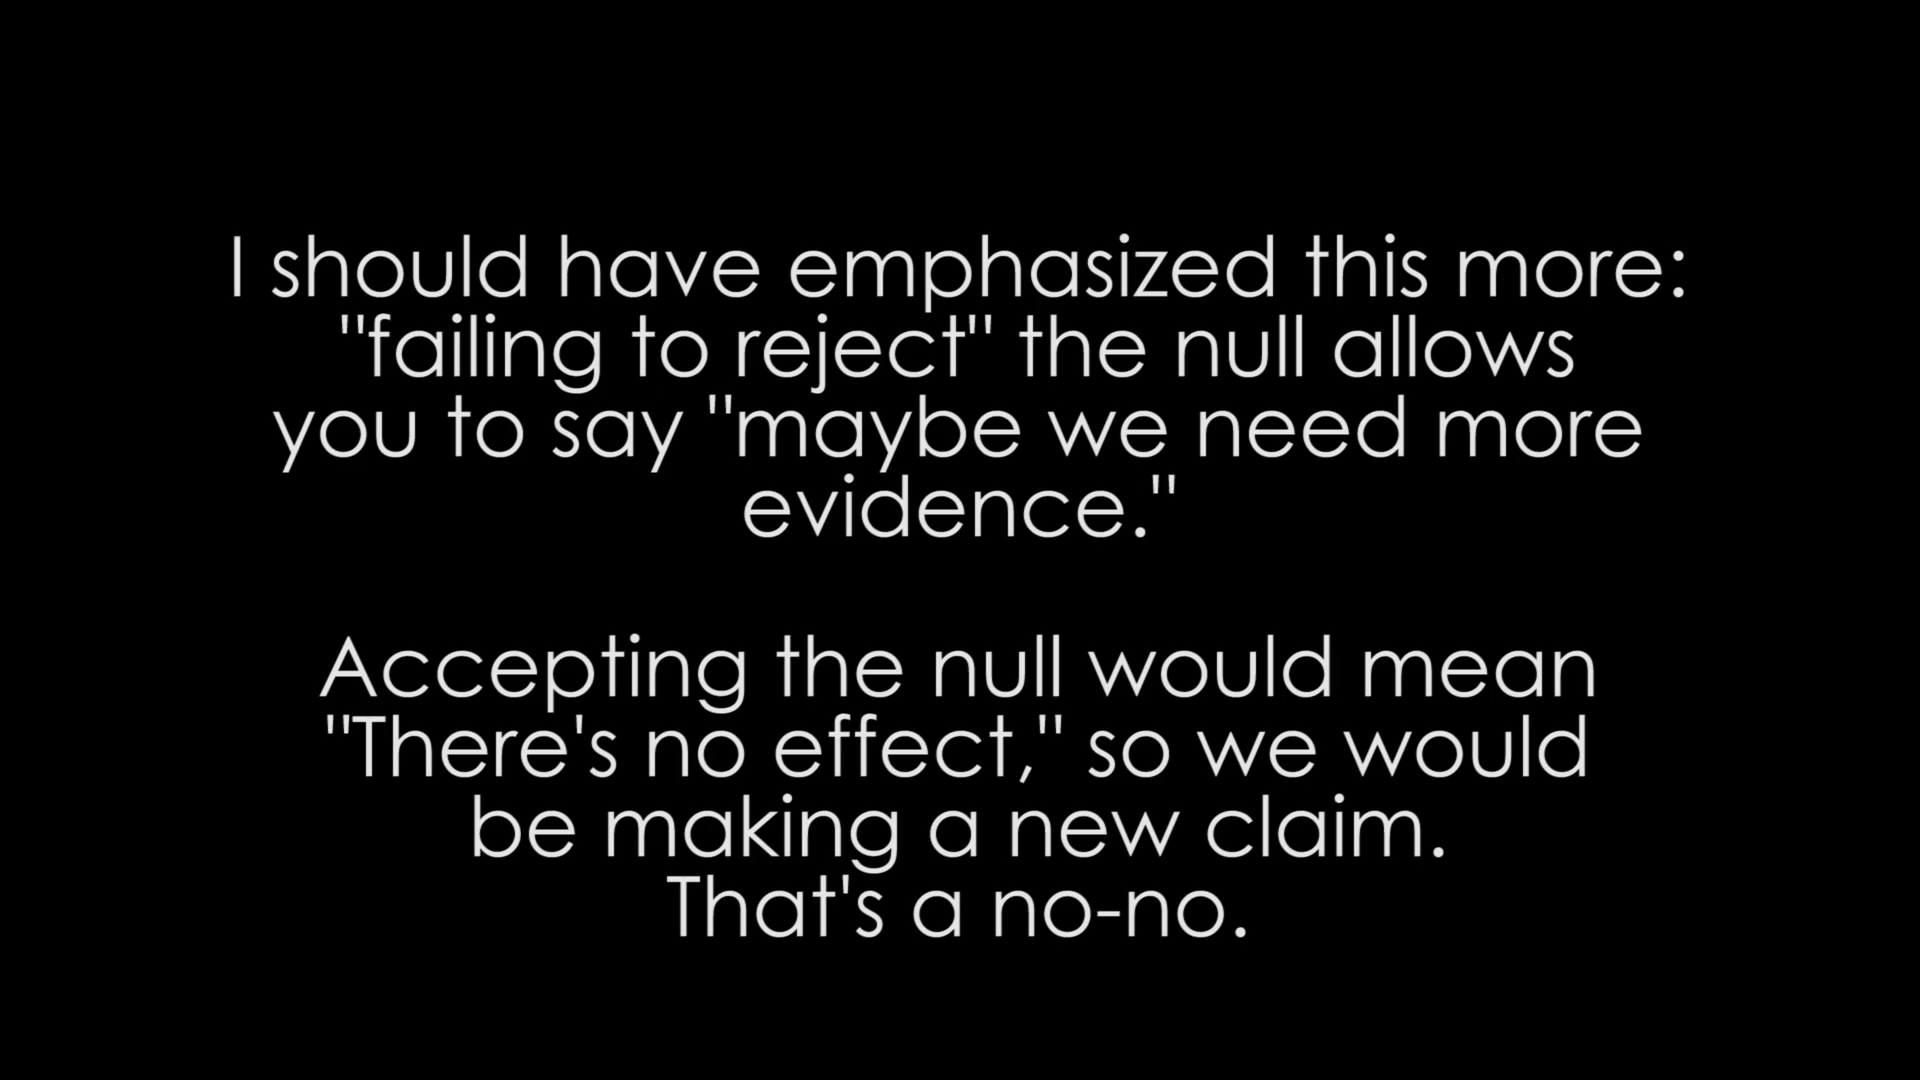 I should have emphasized this more:
"failing to reject" the null allows
you to say "maybe we need more
evidence."
Accepting the null would mean
"There's no effect," so we would
be making a new claim.
That's a no-no.